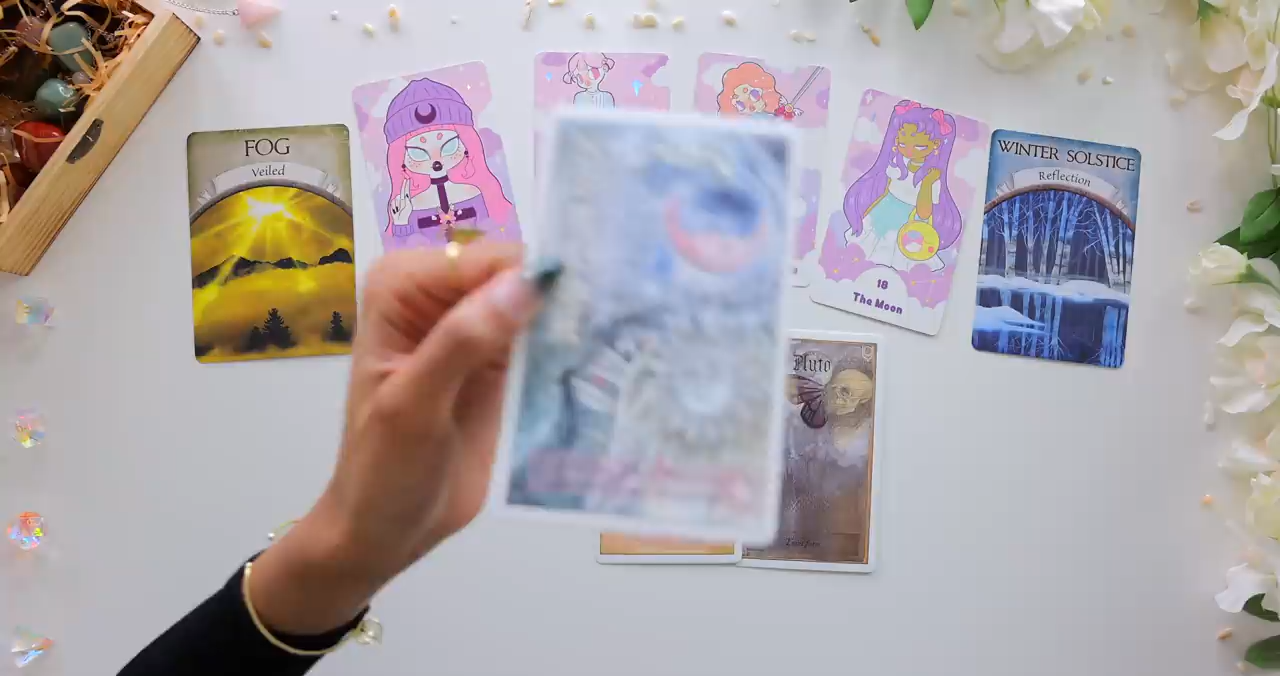 FOG
Veiled
WINTER SOLSTICE
Reflection
18
The Moon
Pluto